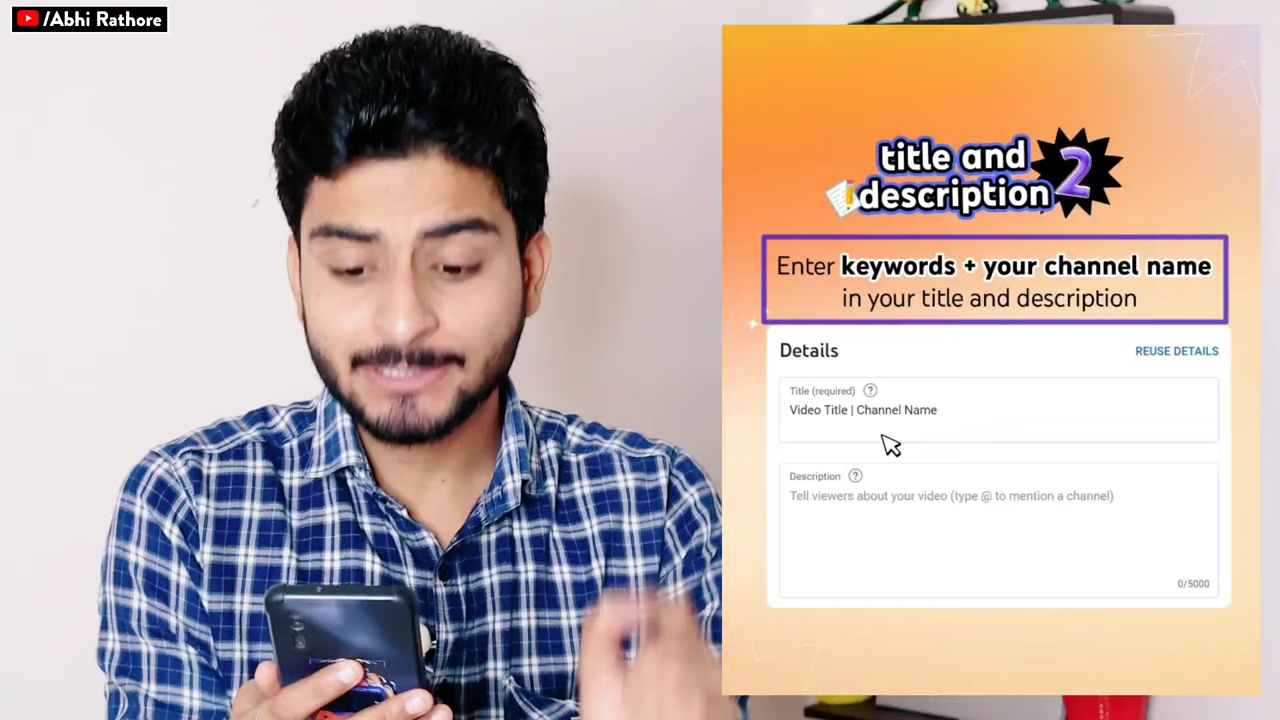 /Abhi Rathore
title and
description
2
Enter keywords + your channel name
in your title and description
Details
REUSE DETAILS
Title (required) ?
Video Title | Channel Name
Description ?
Tell viewers about your video (type @ to mention a channel)
0/5000